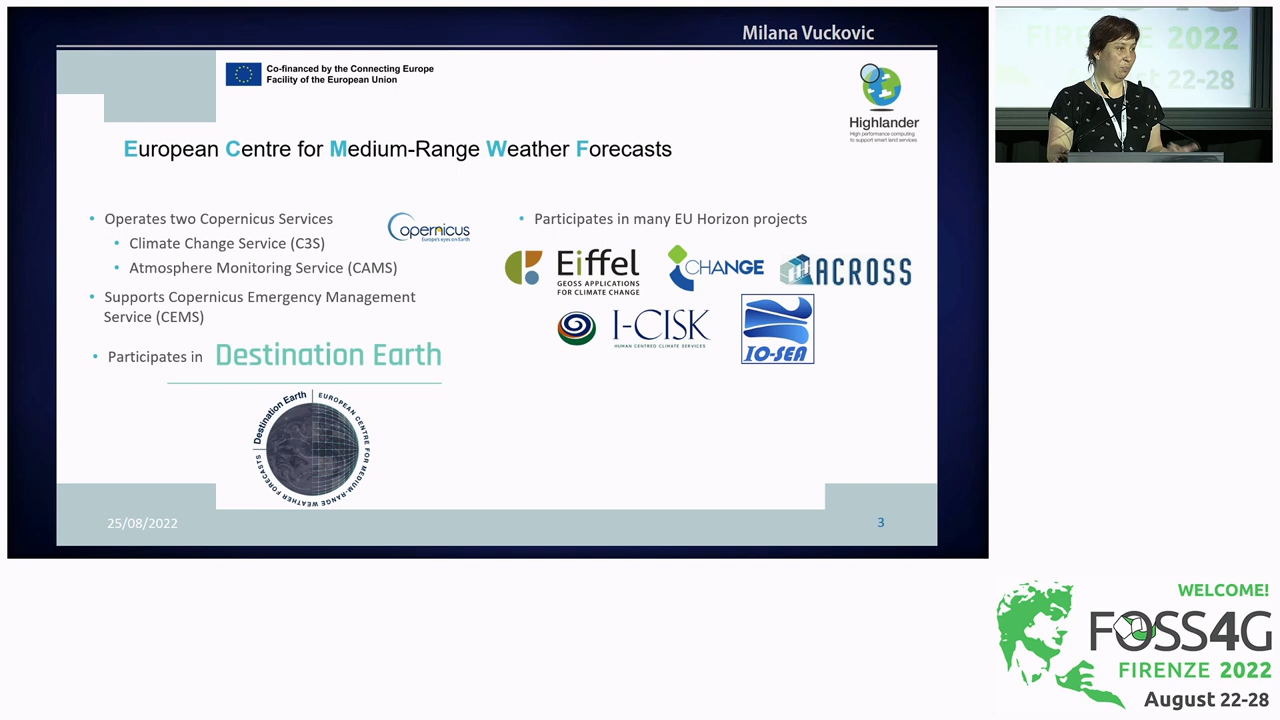 Milana Vuckovic
Co-financed by the Connecting Europe
Facility of the European Union
Highlander
High performance computing
to support smart land services
European Centre for Medium-Range Weather Forecasts
• Operates two Copernicus Services
• Climate Change Service (C3S)
• Atmosphere Monitoring Service (CAMS)
• Supports Copernicus Emergency Management
Service (CEMS)
• Participates in Destination Earth
Copernicus
Europe's eyes on Earth
Destination Earth
EUROPEAN CENTRE FOR MEDIUM-RANGE WEATHER FORECASTS
• Participates in many EU Horizon projects
Eiffel
GEOSS APPLICATIONS
FOR CLIMATE CHANGE
CHANGE
ACROSS
I-CISK
HUMAN CENTRED CLIMATE SERVICES
IO-SEA
25/08/2022
3
FIRENZE 2022
August 22-28
WELCOME!
FOSS4G
FIRENZE 2022
August 22-28